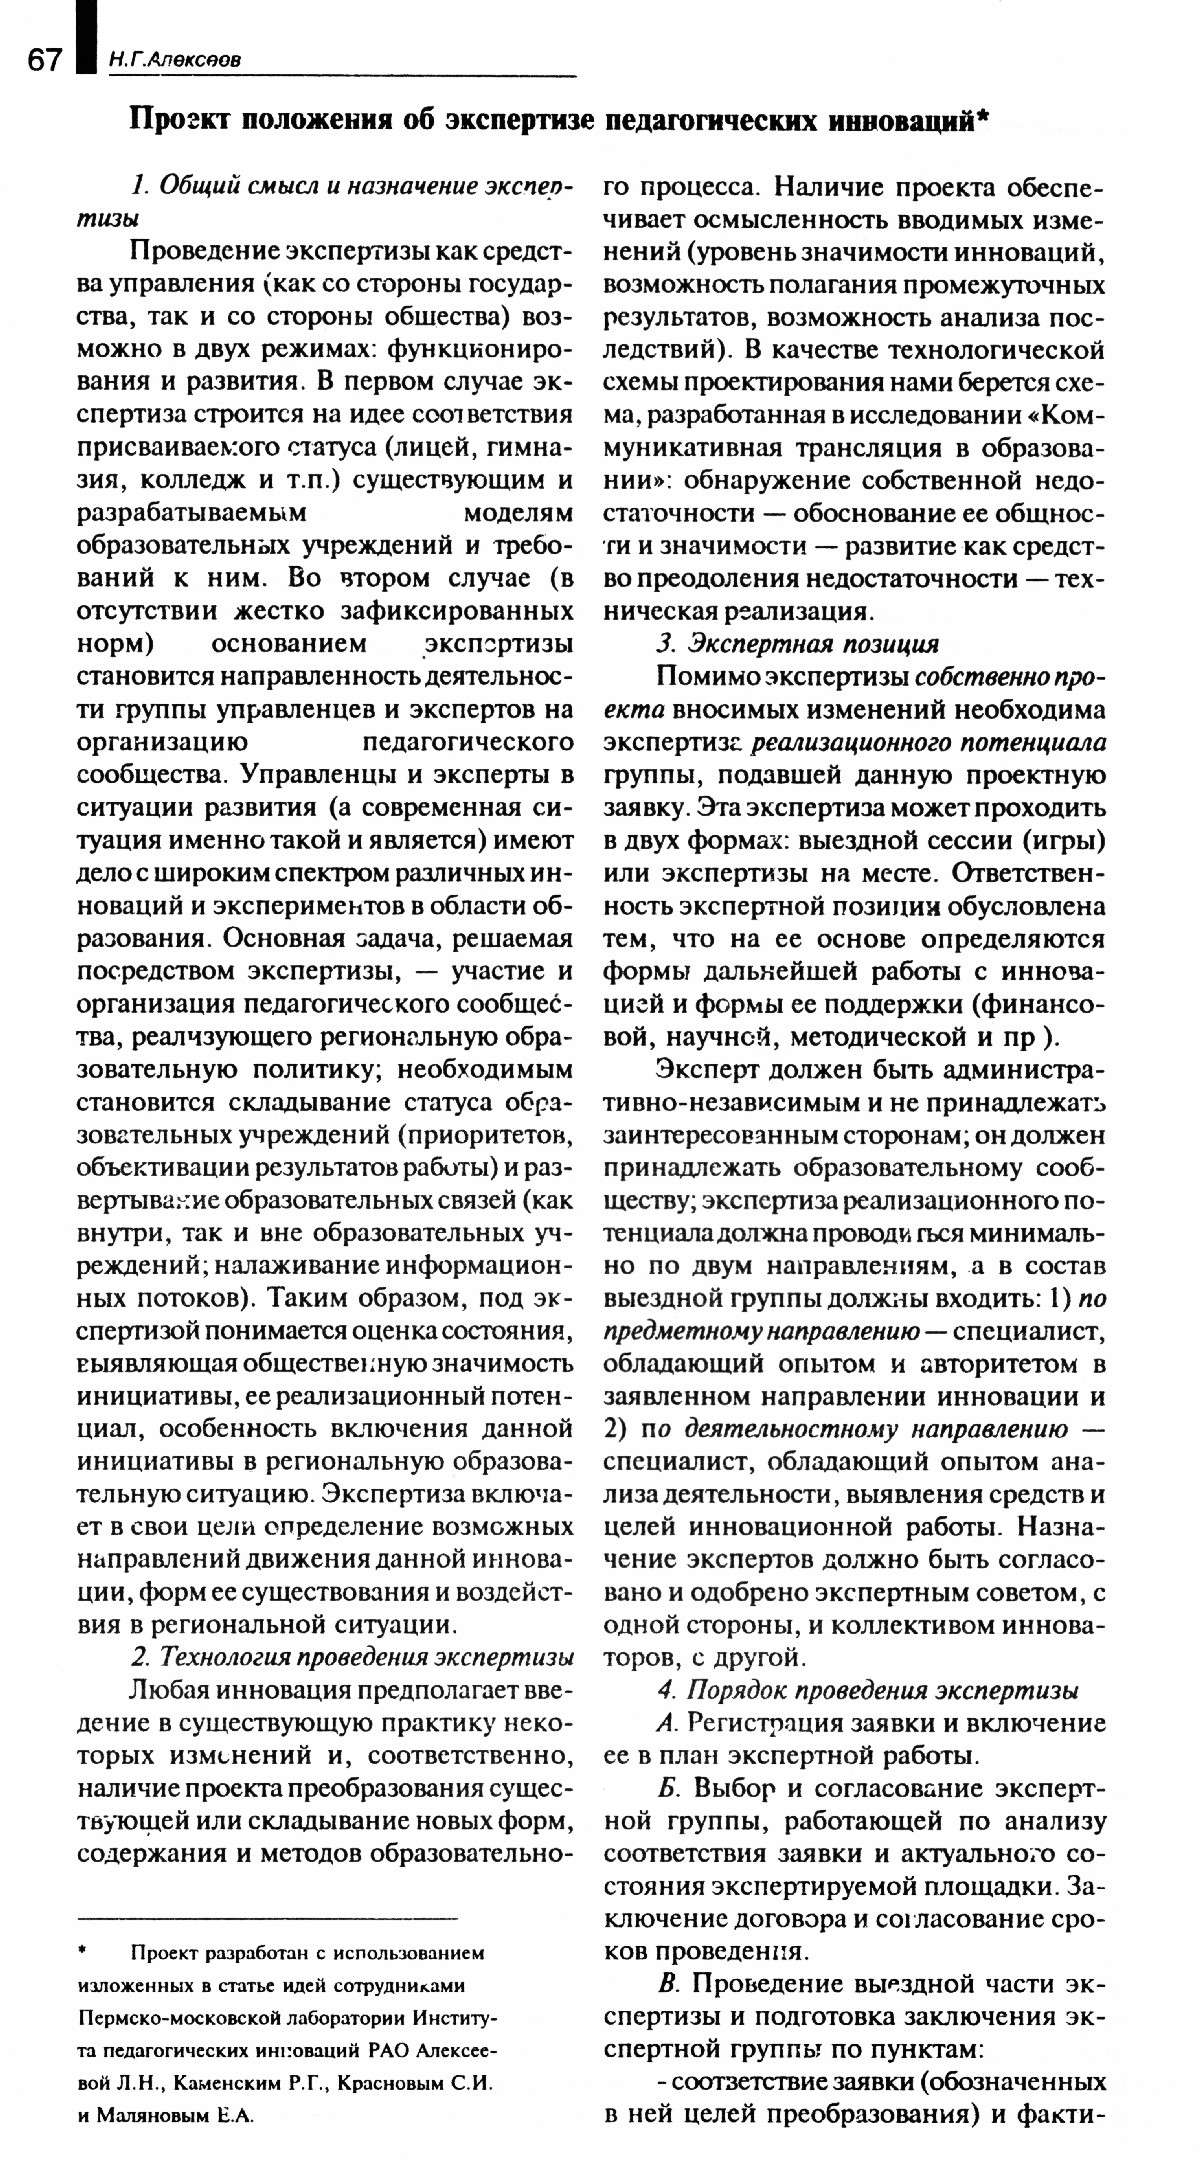 67
Н.Г.Алексеев
Проект положения об экспертизе педагогических инноваций*
1. Общий смысл и назначение экспер-
тизы
Проведение экспертизы как средст-
ва управления (как со стороны государ-
ства, так и со стороны общества) воз-
можно в двух режимах: функциониро-
вания и развития. В первом случае эк-
спертиза строится на идее соответствия
присваиваемого статуса (лицей, гимна-
зия, колледж и т.п.) существующим и
разрабатываемым моделям
образовательных учреждений и требо-
ваний к ним. Во втором случае (в
отсутствии жестко зафиксированных
норм) основанием экспертизы
становится направленность деятельнос-
ти группы управленцев и экспертов на
организацию педагогического
сообщества. Управленцы и эксперты в
ситуации развития (а современная си-
туация именно такой и является) имеют
дело с широким спектром различных ин-
новаций и экспериментов в области об-
разования. Основная задача, решаемая
посредством экспертизы, — участие и
организация педагогического сообщес-
тва, реализующего региональную обра-
зовательную политику; необходимым
становится складывание статуса обра-
зовательных учреждений (приоритетов,
объективации результатов работы) и раз-
вертывание образовательных связей (как
внутри, так и вне образовательных уч-
реждений; налаживание информацион-
ных потоков). Таким образом, под эк-
спертизой понимается оценка состояния,
выявляющая общественную значимость
инициативы, ее реализационный потен-
циал, особенность включения данной
инициативы в региональную образова-
тельную ситуацию. Экспертиза включа-
ет в свои цели определение возможных
направлений движения данной иннова-
ции, форм ее существования и воздейст-
вия в региональной ситуации.
2. Технология проведения экспертизы
Любая инновация предполагает вве-
дение в существующую практику неко-
торых изменений и, соответственно,
наличие проекта преобразования сущес-
твующей или складывание новых форм,
содержания и методов образовательно-
* Проект разработан с использованием
изложенных в статье идей сотрудниками
Пермско-московской лаборатории Институ-
та педагогических инноваций РАО Алексее-
вой Л.Н., Каменским Р.Г., Красновым С.И.
и Маляновым Е.А.
го процесса. Наличие проекта обеспе-
чивает осмысленность вводимых изме-
нений (уровень значимости инноваций,
возможность полагания промежуточных
результатов, возможность анализа пос-
ледствий). В качестве технологической
схемы проектирования нами берется схе-
ма, разработанная в исследовании «Ком-
муникативная трансляция в образова-
нии»: обнаружение собственной недо-
статочности — обоснование ее общнос-
ти и значимости — развитие как средст-
во преодоления недостаточности — тех-
ническая реализация.
3. Экспертная позиция
Помимо экспертизы собственно про-
екта вносимых изменений необходима
экспертиза реализационного потенциала
группы, подавшей данную проектную
заявку. Эта экспертиза может проходить
в двух формах: выездной сессии (игры)
или экспертизы на месте. Ответствен-
ность экспертной позиции обусловлена
тем, что на ее основе определяются
формы дальнейшей работы с иннова-
цией и формы ее поддержки (финансо-
вой, научной, методической и пр ).
Эксперт должен быть администра-
тивно-независимым и не принадлежать
заинтересованным сторонам; он должен
принадлежать образовательному сооб-
ществу; экспертиза реализационного по-
тенциала должна проводиться минималь-
но по двум направлениям, а в состав
выездной группы должны входить: 1) по
предметному направлению — специалист,
обладающий опытом и авторитетом в
заявленном направлении инновации и
2) по деятельностному направлению —
специалист, обладающий опытом ана-
лиза деятельности, выявления средств и
целей инновационной работы. Назна-
чение экспертов должно быть согласо-
вано и одобрено экспертным советом, с
одной стороны, и коллективом иннова-
торов, с другой.
4. Порядок проведения экспертизы
А. Регистрация заявки и включение
ее в план экспертной работы.
Б. Выбор и согласование эксперт-
ной группы, работающей по анализу
соответствия заявки и актуального со-
стояния экспертируемой площадки. За-
ключение договора и согласование сро-
ков проведения.
В. Проведение выездной части эк-
спертизы и подготовка заключения эк-
спертной группы по пунктам:
- соответствие заявки (обозначенных
в ней целей преобразования) и факти-